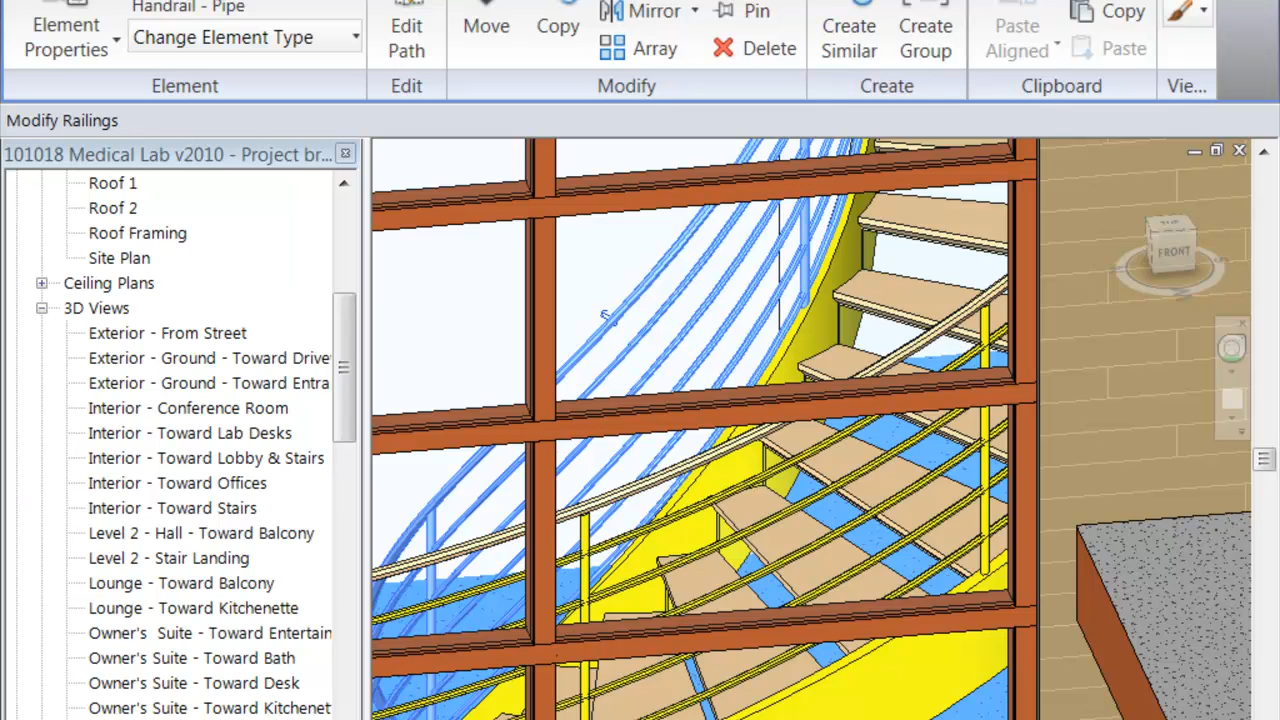 Handrail - Pipe
Element
Properties
Change Element Type
Edit
Path
Move
Copy
Mirror
Array
Pin
Delete
Create
Similar
Create
Group
Paste
Aligned
Copy
Paste
Element
Edit
Modify
Create
Clipboard
Vie...
Modify Railings
101018 Medical Lab v2010 - Project br...
Roof 1
Roof 2
Roof Framing
Site Plan
Ceiling Plans
3D Views
Exterior - From Street
Exterior - Ground - Toward Drive
Exterior - Ground - Toward Entra
Interior - Conference Room
Interior - Toward Lab Desks
Interior - Toward Lobby & Stairs
Interior - Toward Offices
Interior - Toward Stairs
Level 2 - Hall - Toward Balcony
Level 2 - Stair Landing
Lounge - Toward Balcony
Lounge - Toward Kitchenette
Owner's Suite - Toward Entertain
Owner's Suite - Toward Bath
Owner's Suite - Toward Desk
Owner's Suite - Toward Kitchenet
FRONT